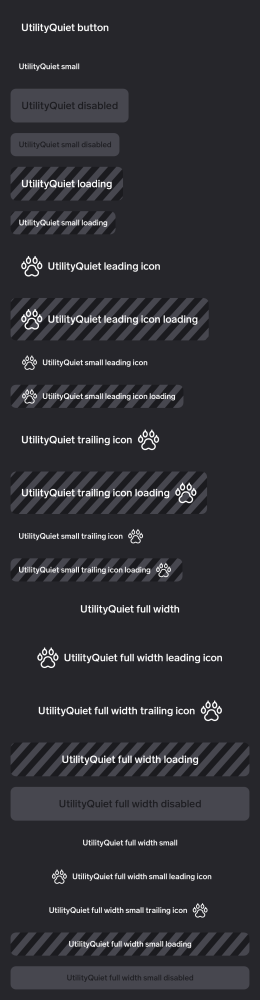 UtilityQuiet button
UtilityQuiet small
UtilityQuiet disabled
UtilityQuiet small disabled
UtilityQuiet loading
UtilityQuiet small loading
UtilityQuiet leading icon
UtilityQuiet leading icon loading
UtilityQuiet small leading icon
UtilityQuiet small leading icon loading
UtilityQuiet trailing icon
UtilityQuiet trailing icon loading
UtilityQuiet small trailing icon
UtilityQuiet small trailing icon loading
UtilityQuiet full width
UtilityQuiet full width leading icon
UtilityQuiet full width trailing icon
UtilityQuiet full width loading
UtilityQuiet full width disabled
UtilityQuiet full width small
UtilityQuiet full width small leading icon
UtilityQuiet full width small trailing icon
UtilityQuiet full width small loading
UtilityQuiet full width small disabled